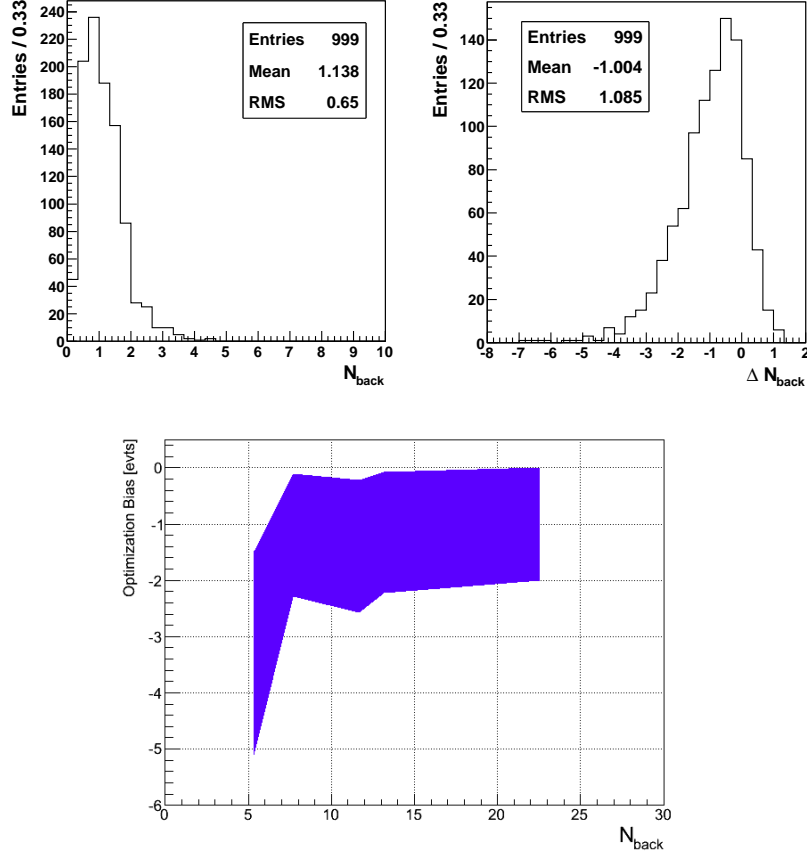 Entries / 0.33
240
220
200
180
160
140
120
100
80
60
40
20
0
Entries 999
Mean 1.138
RMS 0.65
0 1 2 3 4 5 6 7 8 9 10
N_back
Entries / 0.33
140
120
100
80
60
40
20
0
Entries 999
Mean -1.004
RMS 1.085
-8 -7 -6 -5 -4 -3 -2 -1 0 1 2
Δ N_back
Optimization Bias [evts]
0
-1
-2
-3
-4
-5
-6
0 5 10 15 20 25 30
N_back